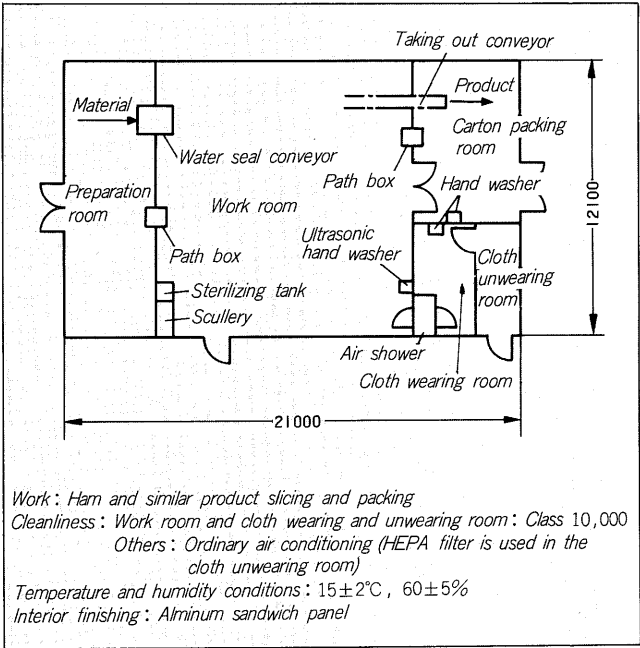 Taking out conveyor
Material
Product
Carton packing
room
Water seal conveyor
Path box
Hand washer
Preparation
room
Work room
12100
Ultrasonic
hand washer
Path box
Cloth
unwearing
room
Sterilizing tank
Scullery
Air shower
Cloth wearing room
21000
Work : Ham and similar product slicing and packing
Cleanliness : Work room and cloth wearing and unwearing room : Class 10,000
Others : Ordinary air conditioning (HEPA filter is used in the
cloth unwearing room)
Temperature and humidity conditions : 15±2°C , 60±5%
Interior finishing : Alminum sandwich panel